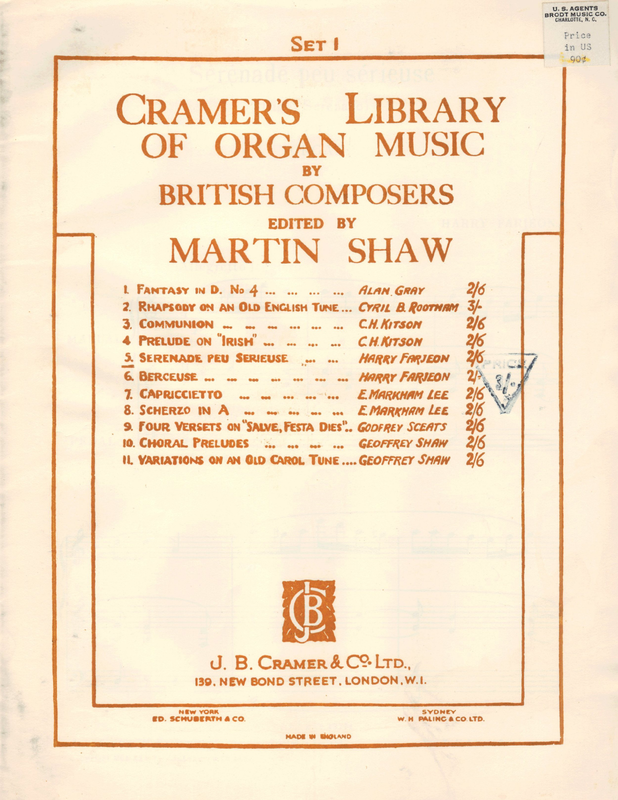 U. S. AGENTS
BRODT MUSIC CO.
CHARLOTTE, N. C.
Price
in US
90¢
SET 1
CRAMER'S LIBRARY
OF ORGAN MUSIC
BY
BRITISH COMPOSERS
EDITED BY
MARTIN SHAW
1. FANTASY IN D. No 4 ... ... ... ... ALAN GRAY 2/6
2. RHAPSODY ON AN OLD ENGLISH TUNE ... CYRIL B. ROOTHAM 3/-
3. COMMUNION ... ... ... ... ... ... C.H. KITSON 2/6
4 PRELUDE ON "IRISH" ... ... ... ... C.H. KITSON 2/6
5. SERENADE PEU SERIEUSE ... ... HARRY FARJEON 2/6
6. BERCEUSE ... ... ... ... ... ... ... HARRY FARJEON 2/-
7. CAPRICCIETTO ... ... ... ... ... E. MARKHAM LEE 2/6
8. SCHERZO IN A ... ... ... ... ... E. MARKHAM LEE 2/6
9. FOUR VERSETS ON "SALVE, FESTA DIES".. GODFREY SCEATS 2/6
10. CHORAL PRELUDES ... ... ... ... GEOFFREY SHAW 2/6
11. VARIATIONS ON AN OLD CAROL TUNE .... GEOFFREY SHAW 2/6
PRICE
3/-
JBC
J. B. CRAMER & CO. LTD.,
139, NEW BOND STREET, LONDON, W.1.
NEW YORK
ED. SCHUBERTH & CO.
SYDNEY
W. H. PALING & CO LTD.
MADE IN ENGLAND